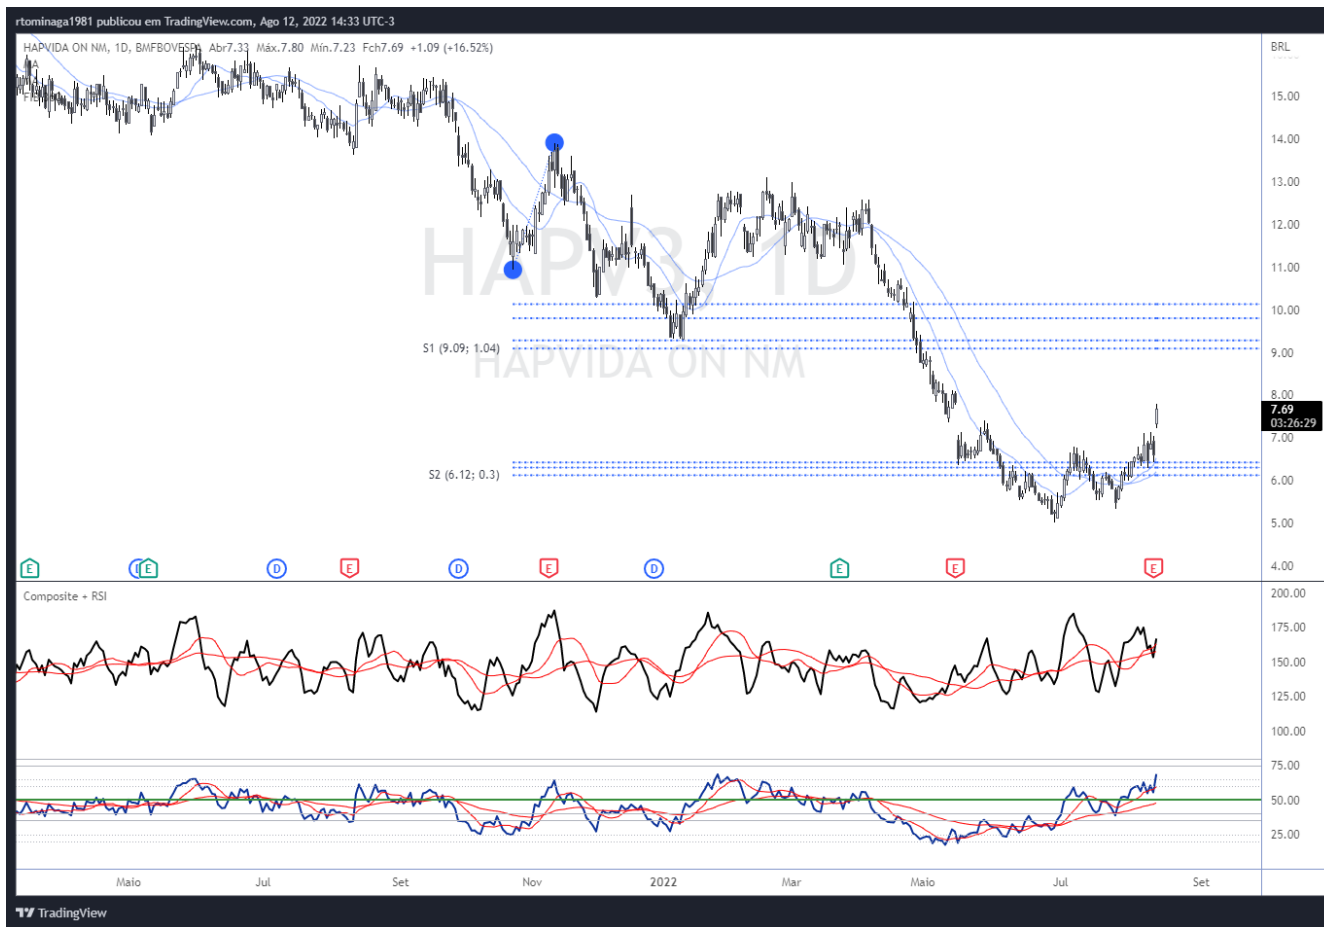 rtominaga1981 publicou em TradingView.com, Ago 12, 2022 14:33 UTC-3
HAPVIDA ON NM, 1D, BMFBOVESPA Abr7.33 Máx.7.80 Mín.7.23 Fch7.69 +1.09 (+16.52%)
BRL
15.00
14.00
13.00
12.00
HAPV3, 1D
11.00
10.00
S1 (9.09; 1.04)
9.00
HAPVIDA ON NM
8.00
7.69
03:26:29
7.00
S2 (6.12; 0.3)
6.00
5.00
4.00
E E D E D E D E E E
Composite + RSI
200.00
175.00
150.00
125.00
100.00
75.00
50.00
25.00
Maio Jul Set Nov 2022 Mar Maio Jul Set
TradingView